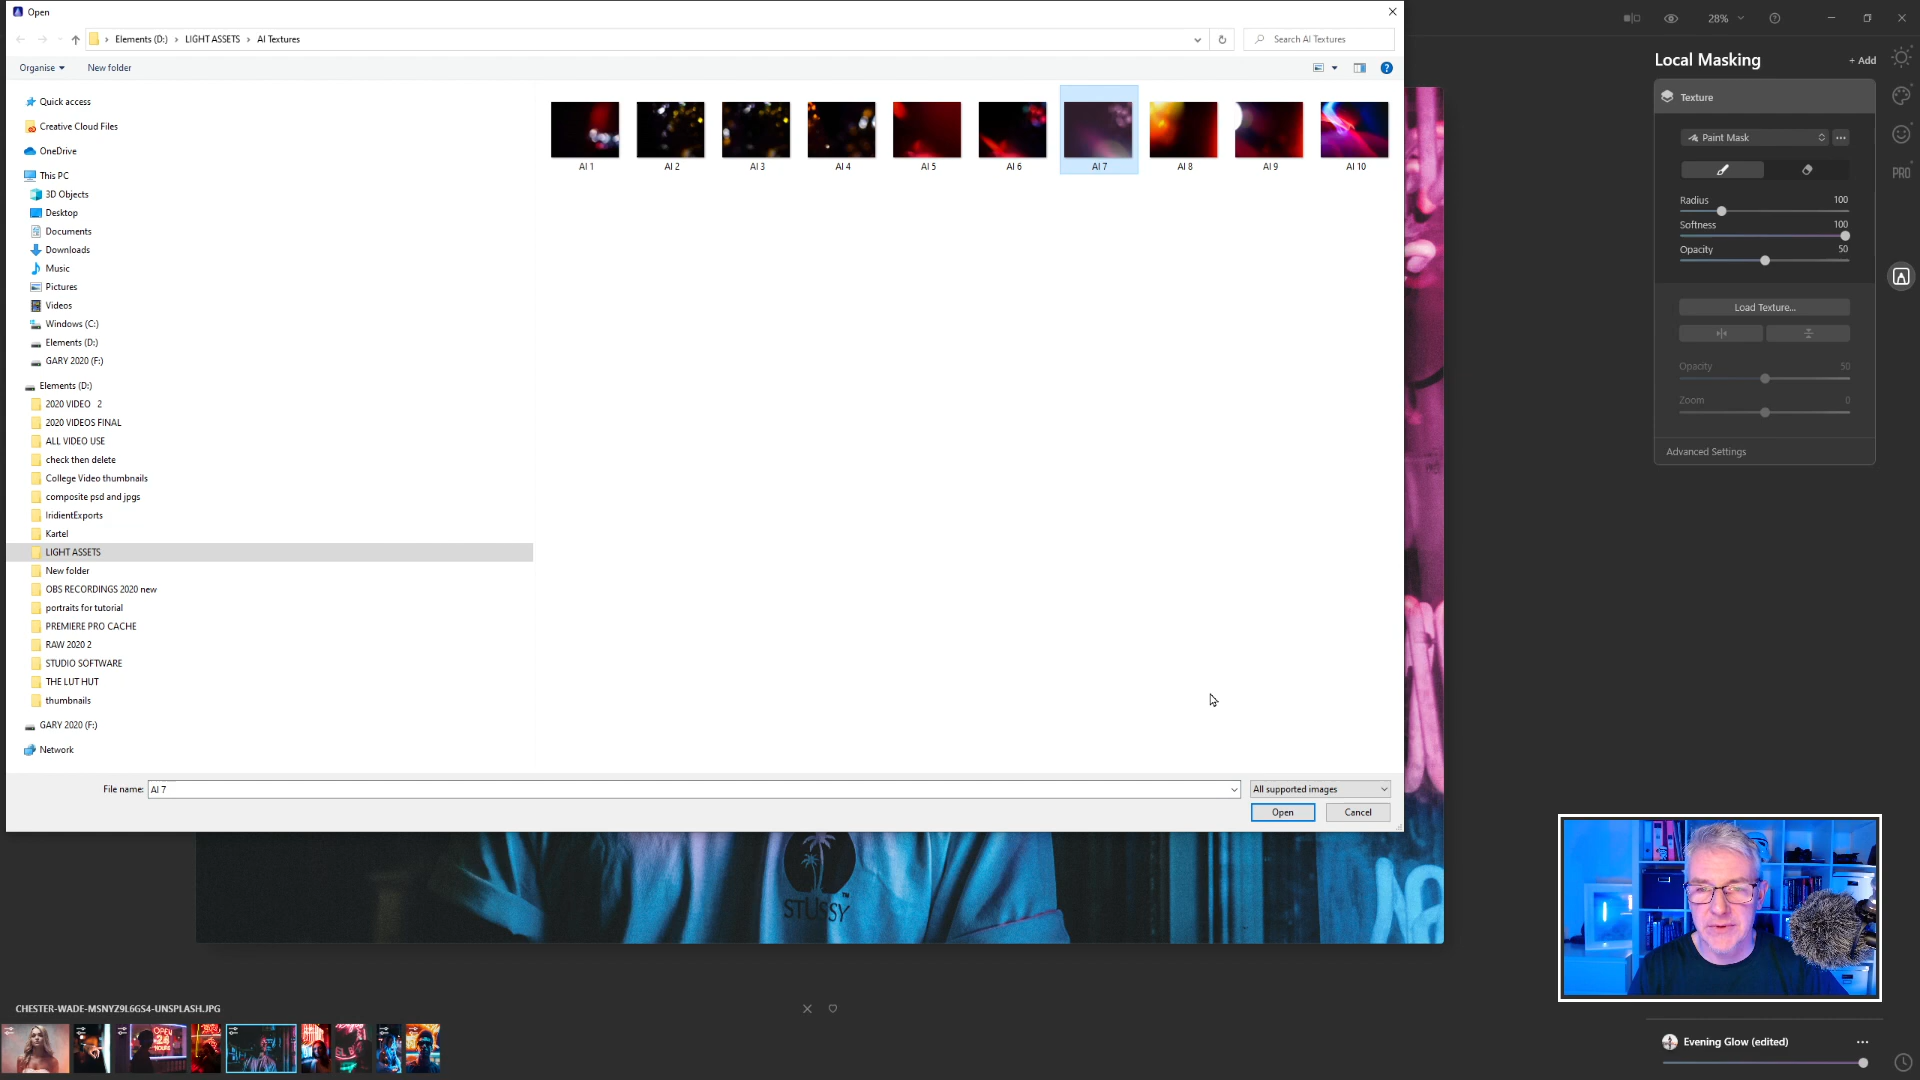 Open
28%
Elements (D:) > LIGHT ASSETS > AI Textures
Search AI Textures
Organise
New folder
Quick access
Creative Cloud Files
OneDrive
This PC
3D Objects
Desktop
Documents
Downloads
Music
Pictures
Videos
Windows (C:)
Elements (D:)
GARY 2020 (F:)
Elements (D:)
2020 VIDEO 2
2020 VIDEOS FINAL
ALL VIDEO USE
check then delete
College Video thumbnails
composite psd and jpgs
IridientExports
Kartel
LIGHT ASSETS
New folder
OBS RECORDINGS 2020 new
portraits for tutorial
PREMIERE PRO CACHE
RAW 2020 2
STUDIO SOFTWARE
THE LUT HUT
thumbnails
GARY 2020 (F:)
Network
AI 1
AI 2
AI 3
AI 4
AI 5
AI 6
AI 7
AI 8
AI 9
AI 10
File name: AI 7
All supported images
Open
Cancel
Local Masking
+ Add
Texture
Paint Mask
Radius 100
Softness 100
Opacity 50
Load Texture...
Opacity 50
Zoom 0
Advanced Settings
PRO
STUSSY
CHESTER-WADE-MSNYZ9L6GS4-UNSPLASH.JPG
Evening Glow (edited)